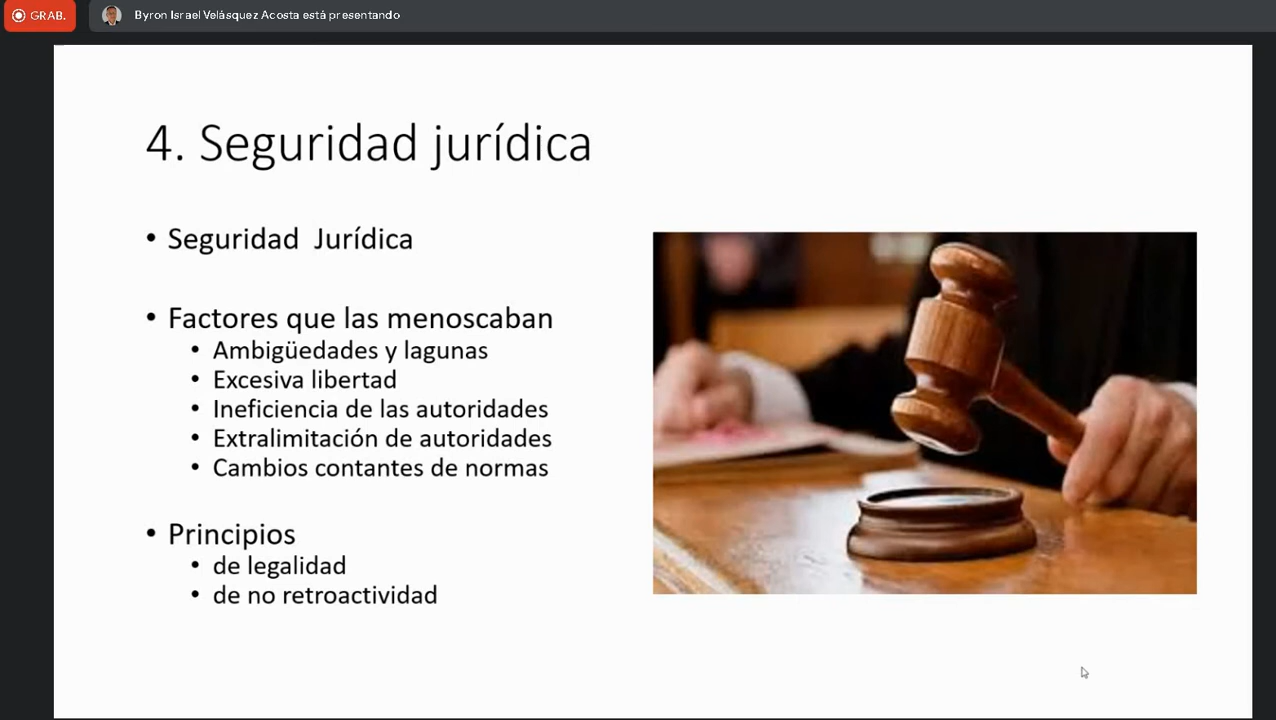 GRAB.
Byron Israel Velásquez Acosta está presentando
4. Seguridad jurídica
• Seguridad Jurídica
• Factores que las menoscaban
• Ambigüedades y lagunas
• Excesiva libertad
• Ineficiencia de las autoridades
• Extralimitación de autoridades
• Cambios contantes de normas
• Principios
• de legalidad
• de no retroactividad